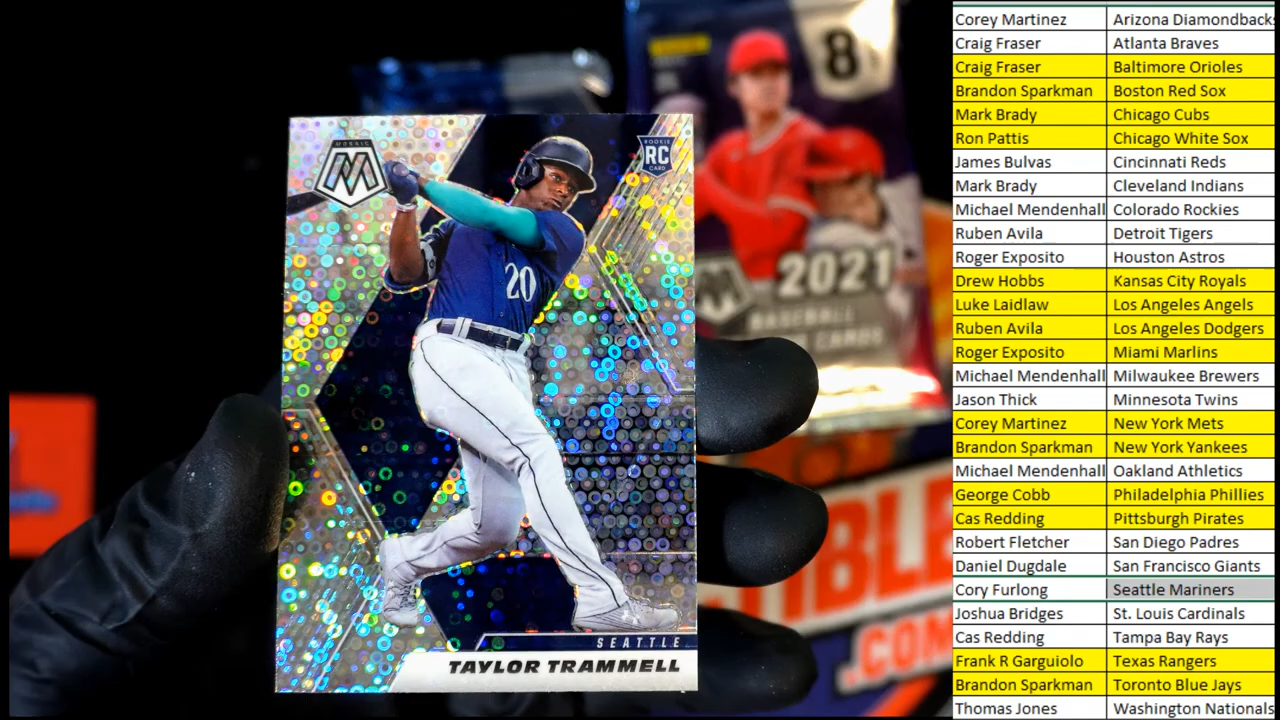 MOSAIC
ROOKIE
RC
CARD
20
SEATTLE
TAYLOR TRAMMELL
8
2021
BASEBALL
CARDS
IBLE
.COM
Corey Martinez Arizona Diamondbacks
Craig Fraser Atlanta Braves
Craig Fraser Baltimore Orioles
Brandon Sparkman Boston Red Sox
Mark Brady Chicago Cubs
Ron Pattis Chicago White Sox
James Bulvas Cincinnati Reds
Mark Brady Cleveland Indians
Michael Mendenhall Colorado Rockies
Ruben Avila Detroit Tigers
Roger Exposito Houston Astros
Drew Hobbs Kansas City Royals
Luke Laidlaw Los Angeles Angels
Ruben Avila Los Angeles Dodgers
Roger Exposito Miami Marlins
Michael Mendenhall Milwaukee Brewers
Jason Thick Minnesota Twins
Corey Martinez New York Mets
Brandon Sparkman New York Yankees
Michael Mendenhall Oakland Athletics
George Cobb Philadelphia Phillies
Cas Redding Pittsburgh Pirates
Robert Fletcher San Diego Padres
Daniel Dugdale San Francisco Giants
Cory Furlong Seattle Mariners
Joshua Bridges St. Louis Cardinals
Cas Redding Tampa Bay Rays
Frank R Garguiolo Texas Rangers
Brandon Sparkman Toronto Blue Jays
Thomas Jones Washington Nationals